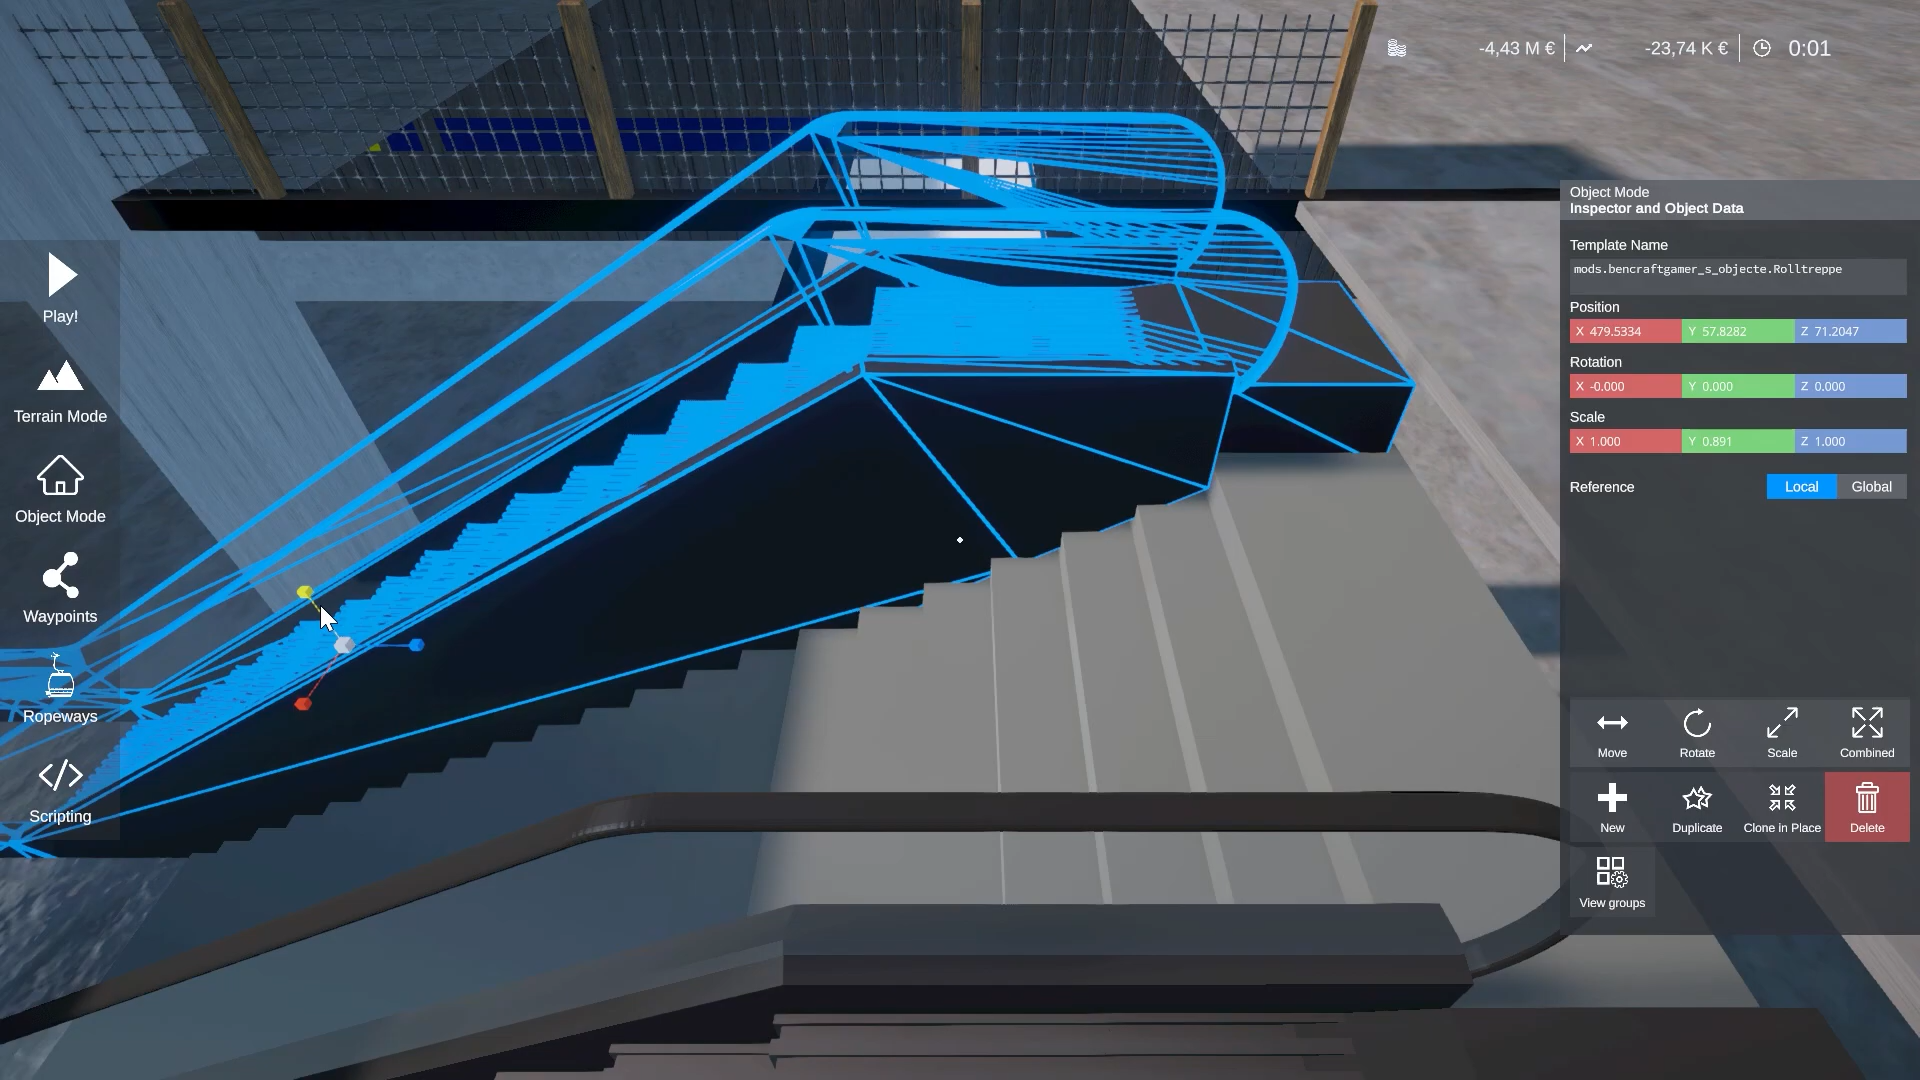 -4,43 M €
-23,74 K €
0:01
Play!
Terrain Mode
Object Mode
Waypoints
Ropeways
Scripting
Object Mode
Inspector and Object Data
Template Name
mods.bencraftgamer_s_objecte.Rolltreppe
Position
X 479.5334 Y 57.8282 Z 71.2047
Rotation
X -0.000 Y 0.000 Z 0.000
Scale
X 1.000 Y 0.891 Z 1.000
Reference Local Global
Move Rotate Scale Combined
New Duplicate Clone in Place Delete
View groups